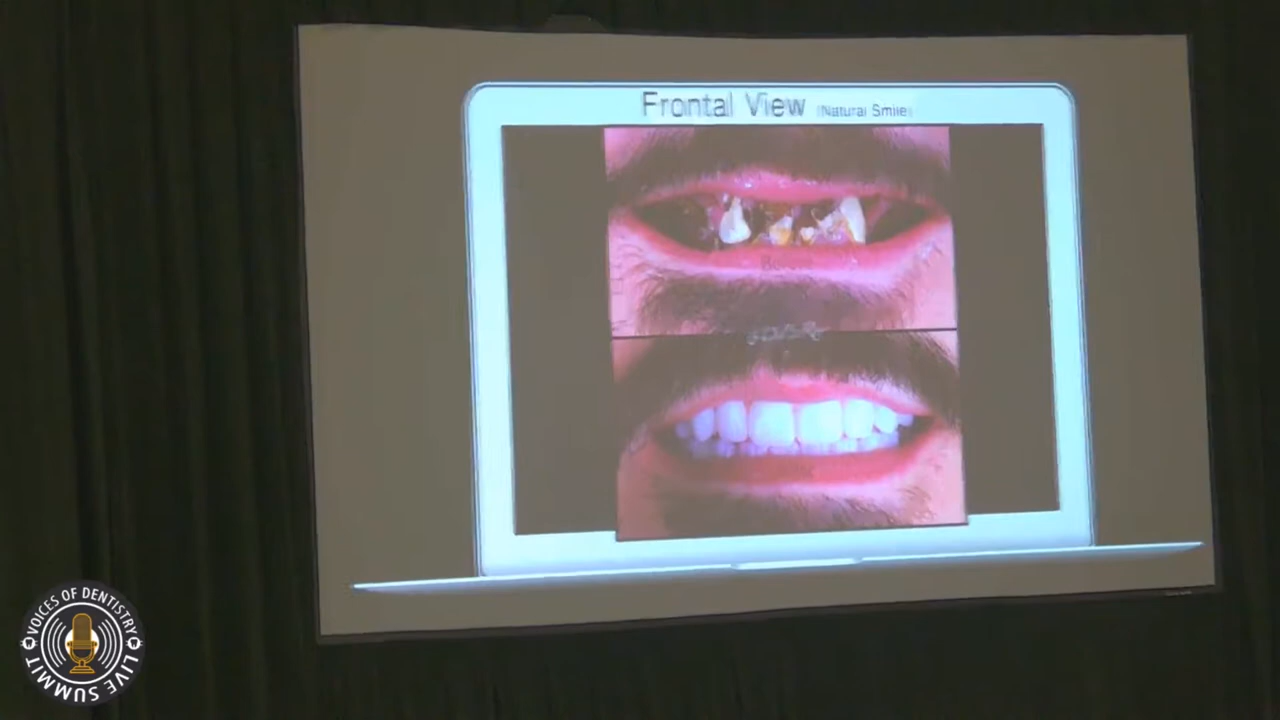 Frontal View (Natural Smile)
VOICES OF DENTISTRY
LIVE SUMMIT